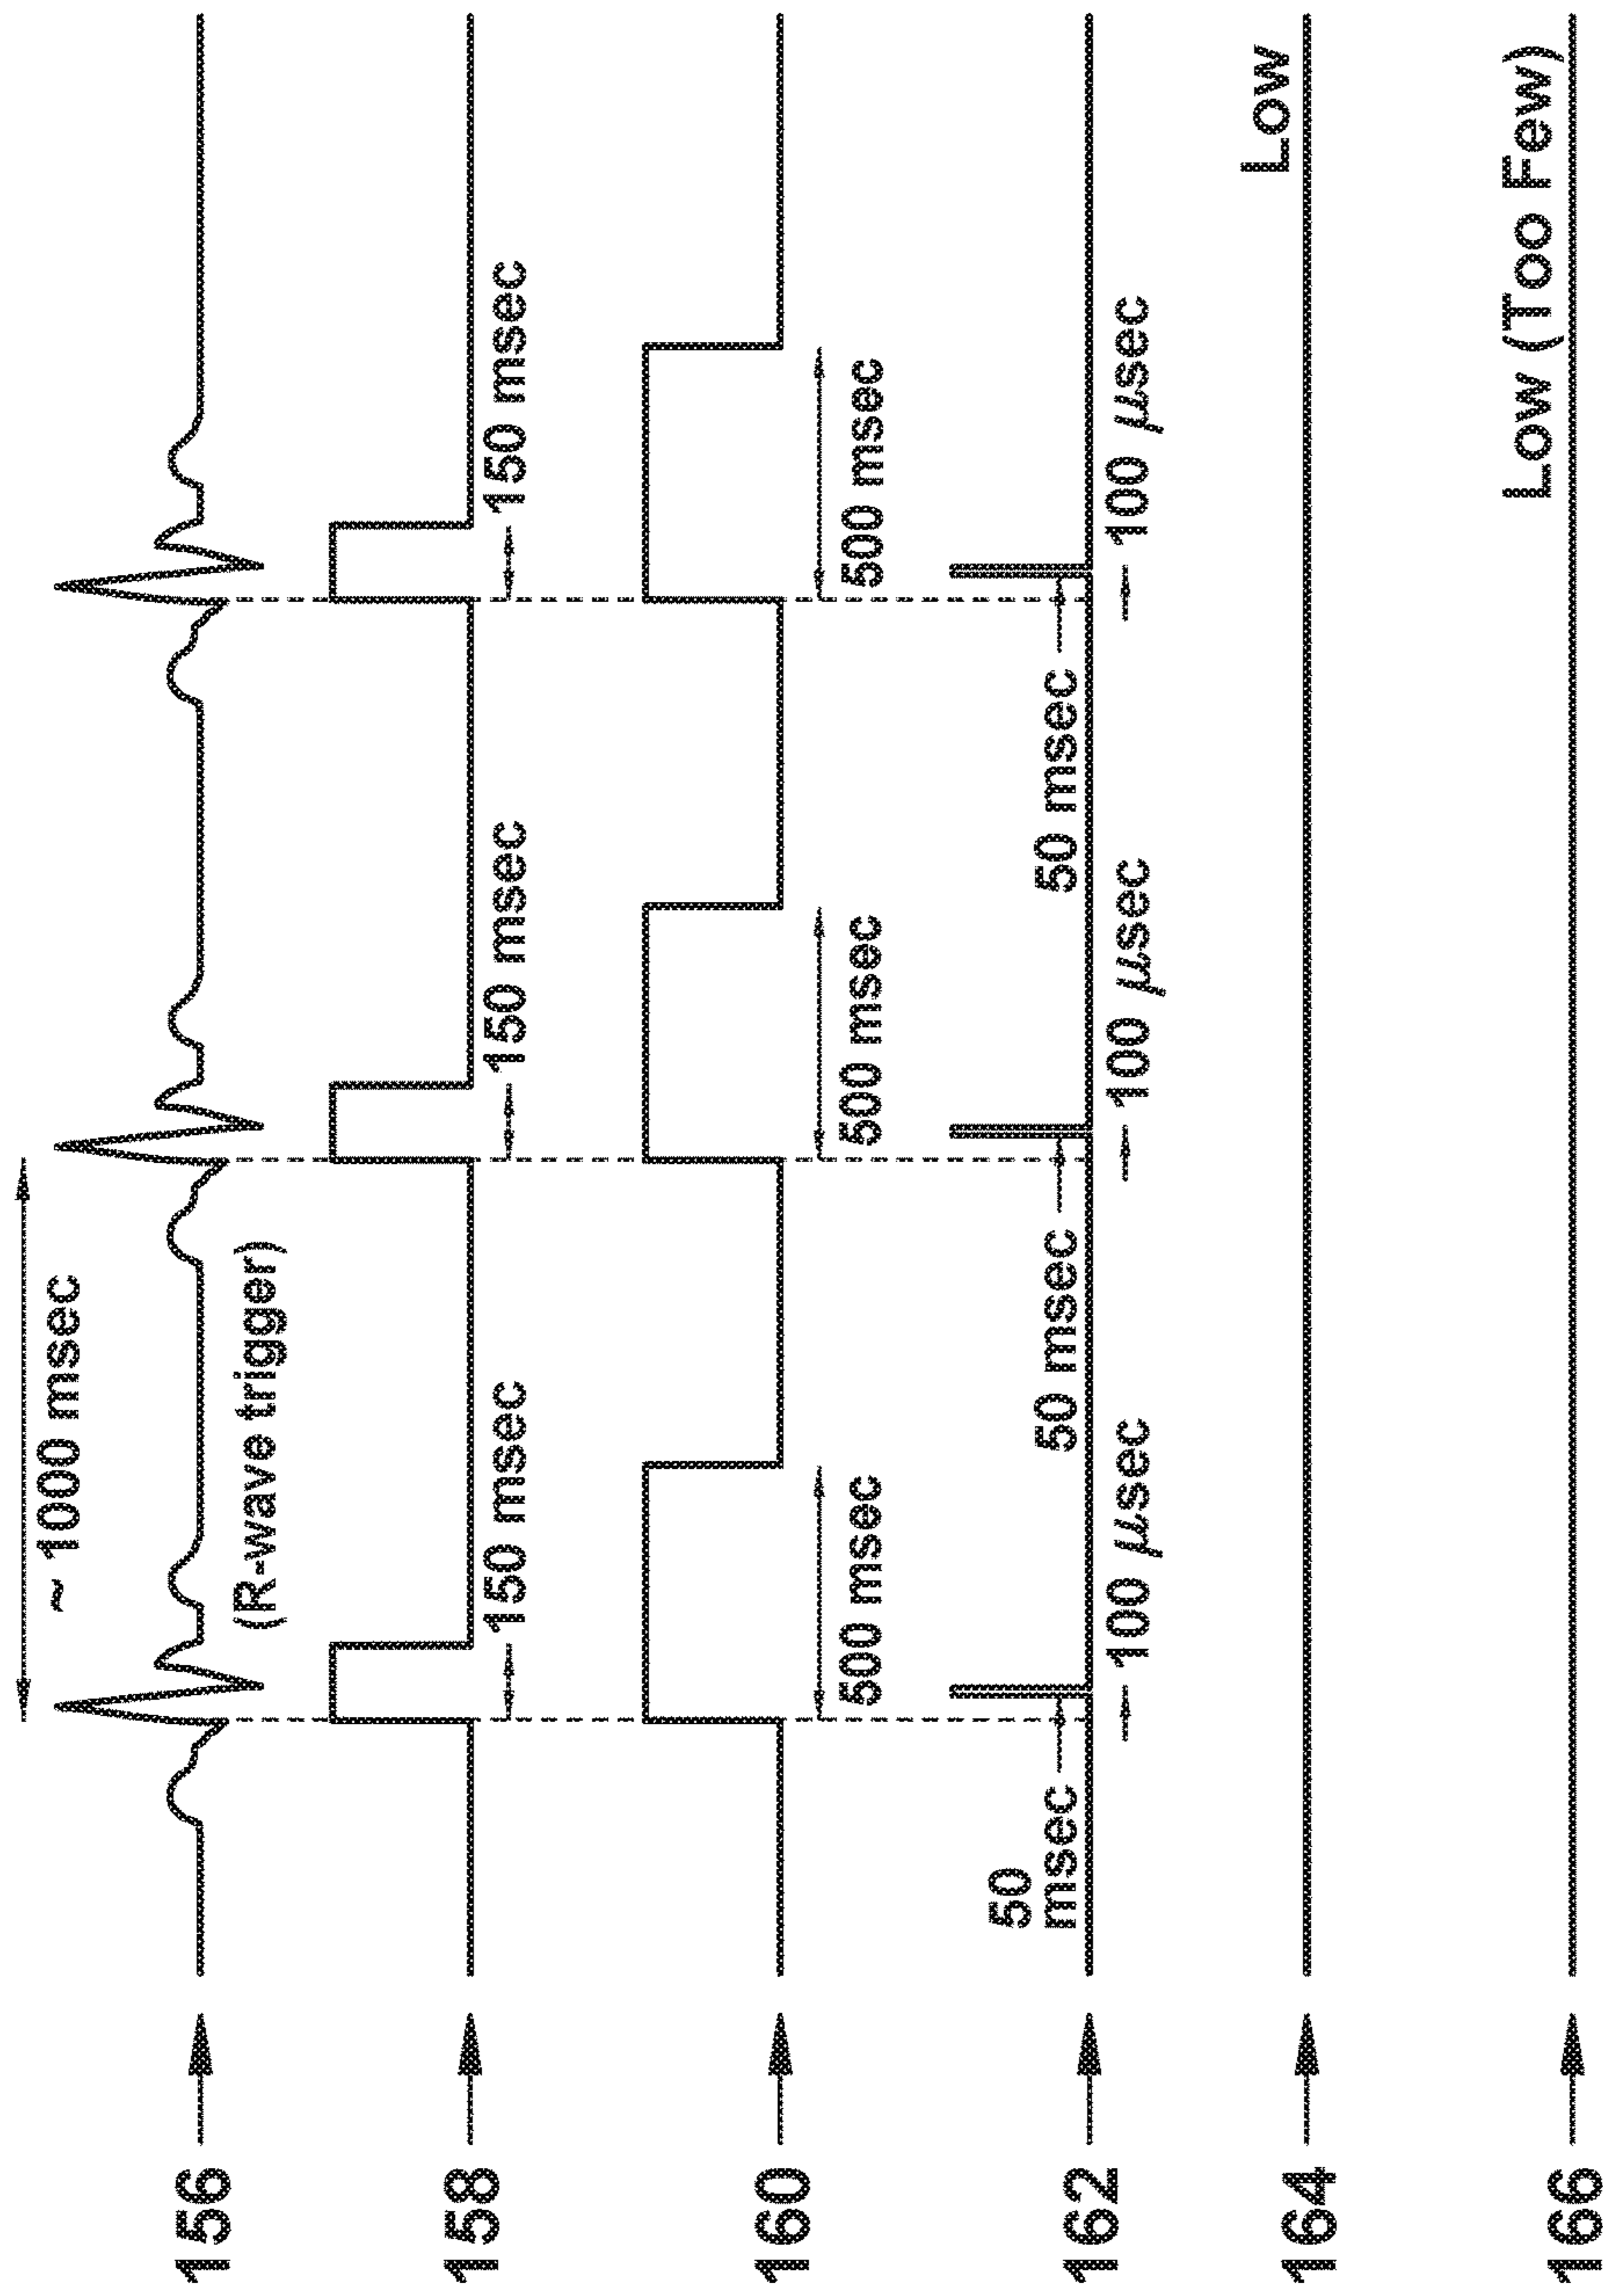 ~ 1000 msec
156
(R-wave trigger)
158
150 msec
150 msec
150 msec
160
500 msec
500 msec
500 msec
50
msec
50 msec
50 msec
162
100 μsec
100 μsec
100 μsec
164
Low
166
Low (Too Few)